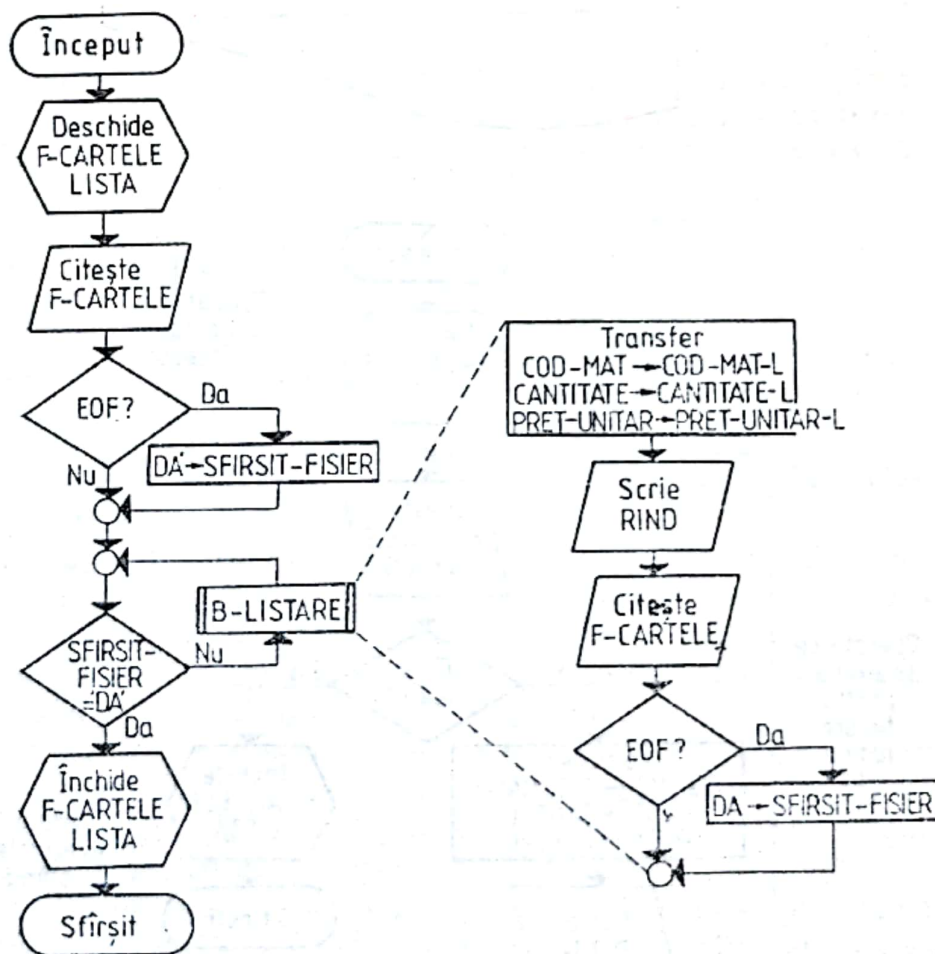 Început
Deschide
F-CARTELE
LISTA
Citește
F-CARTELE
EOF?
Da
Nu
'DA'→SFIRSIT-FISIER
B-LISTARE
SFIRSIT-
FISIER
='DA'
Nu
Da
Închide
F-CARTELE
LISTA
Sfîrșit
Transfer
COD-MAT→COD-MAT-L
CANTITATE→CANTITATE-L
PRET-UNITAR→PRET-UNITAR-L
Scrie
RIND
Citește
F-CARTELE
EOF?
Da
DA→SFIRSIT-FISIER